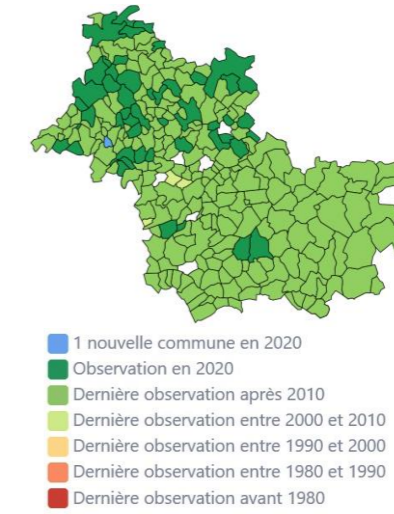 1 nouvelle commune en 2020
Observation en 2020
Dernière observation après 2010
Dernière observation entre 2000 et 2010
Dernière observation entre 1990 et 2000
Dernière observation entre 1980 et 1990
Dernière observation avant 1980